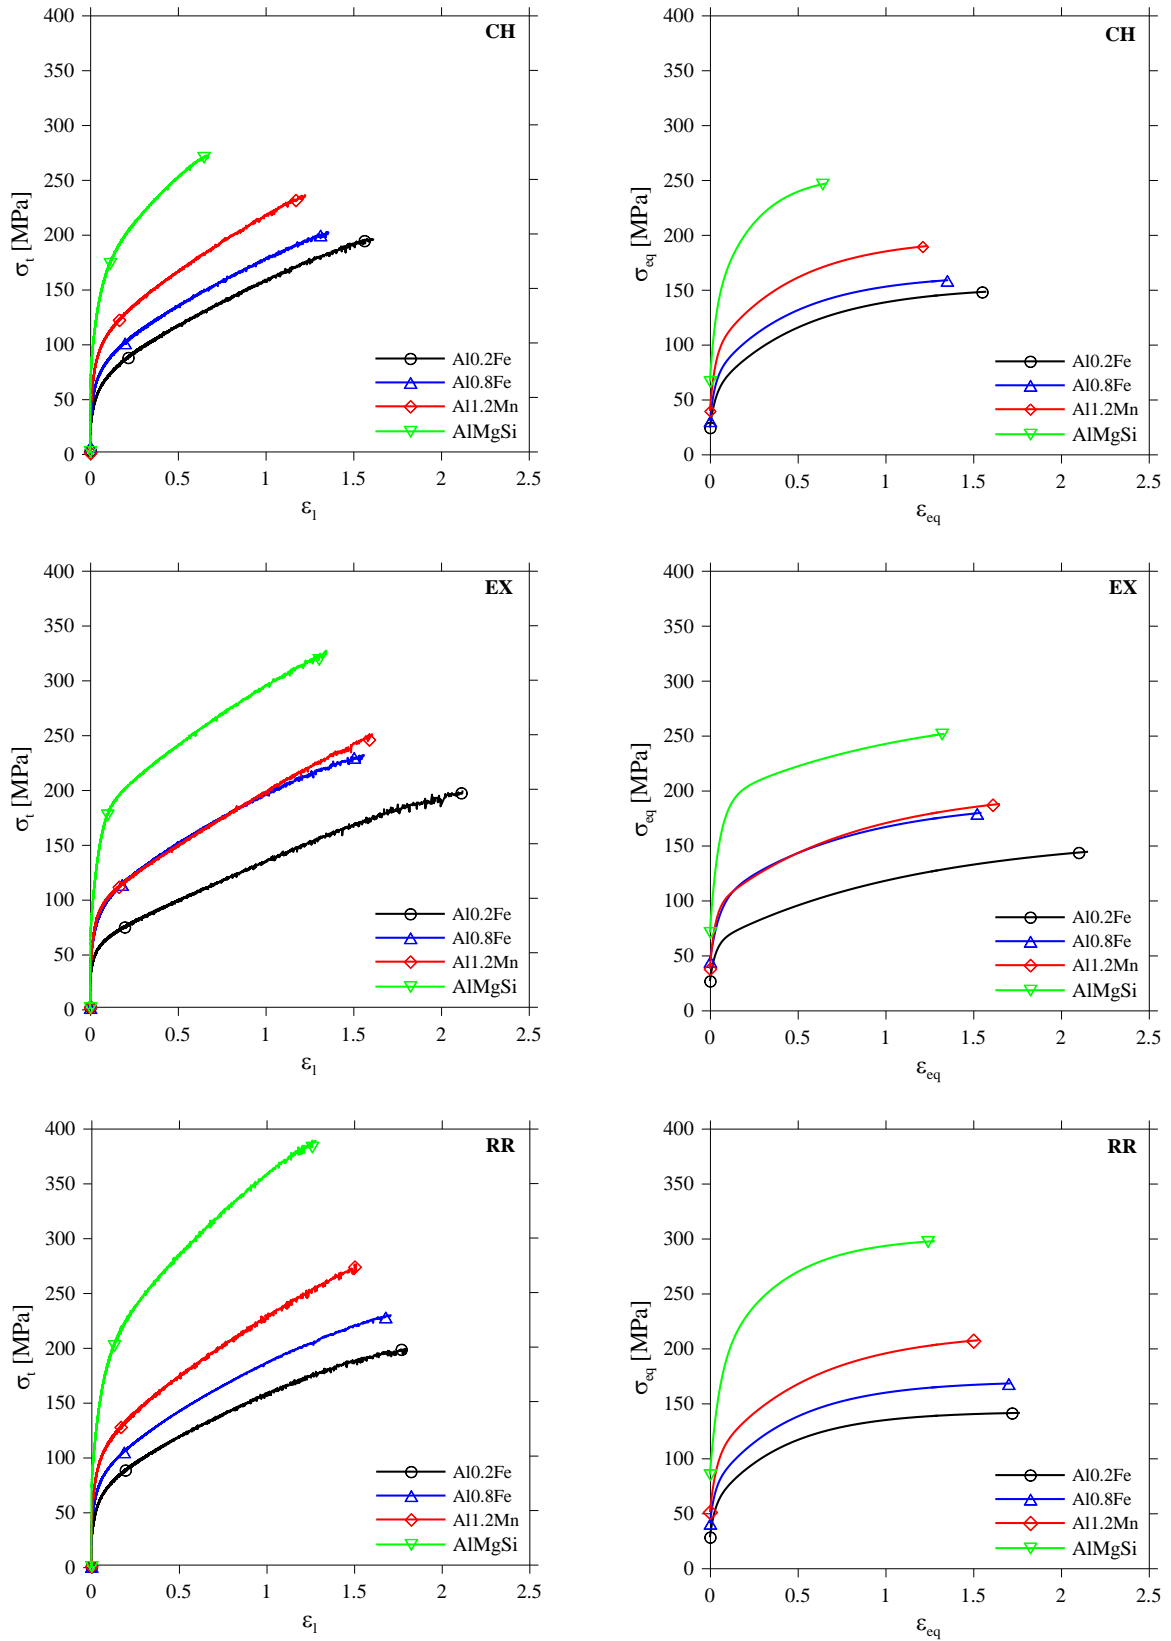 400
350
300
250
200
150
100
50
0
σt [MPa]
CH
Al0.2Fe
Al0.8Fe
Al1.2Mn
AlMgSi
0 0.5 1 1.5 2 2.5
εl
400
350
300
250
200
150
100
50
0
σeq [MPa]
CH
Al0.2Fe
Al0.8Fe
Al1.2Mn
AlMgSi
0 0.5 1 1.5 2 2.5
εeq
400
350
300
250
200
150
100
50
0
σt [MPa]
EX
Al0.2Fe
Al0.8Fe
Al1.2Mn
AlMgSi
0 0.5 1 1.5 2 2.5
εl
400
350
300
250
200
150
100
50
0
σeq [MPa]
EX
Al0.2Fe
Al0.8Fe
Al1.2Mn
AlMgSi
0 0.5 1 1.5 2 2.5
εeq
400
350
300
250
200
150
100
50
0
σt [MPa]
RR
Al0.2Fe
Al0.8Fe
Al1.2Mn
AlMgSi
0 0.5 1 1.5 2 2.5
εl
400
350
300
250
200
150
100
50
0
σeq [MPa]
RR
Al0.2Fe
Al0.8Fe
Al1.2Mn
AlMgSi
0 0.5 1 1.5 2 2.5
εeq